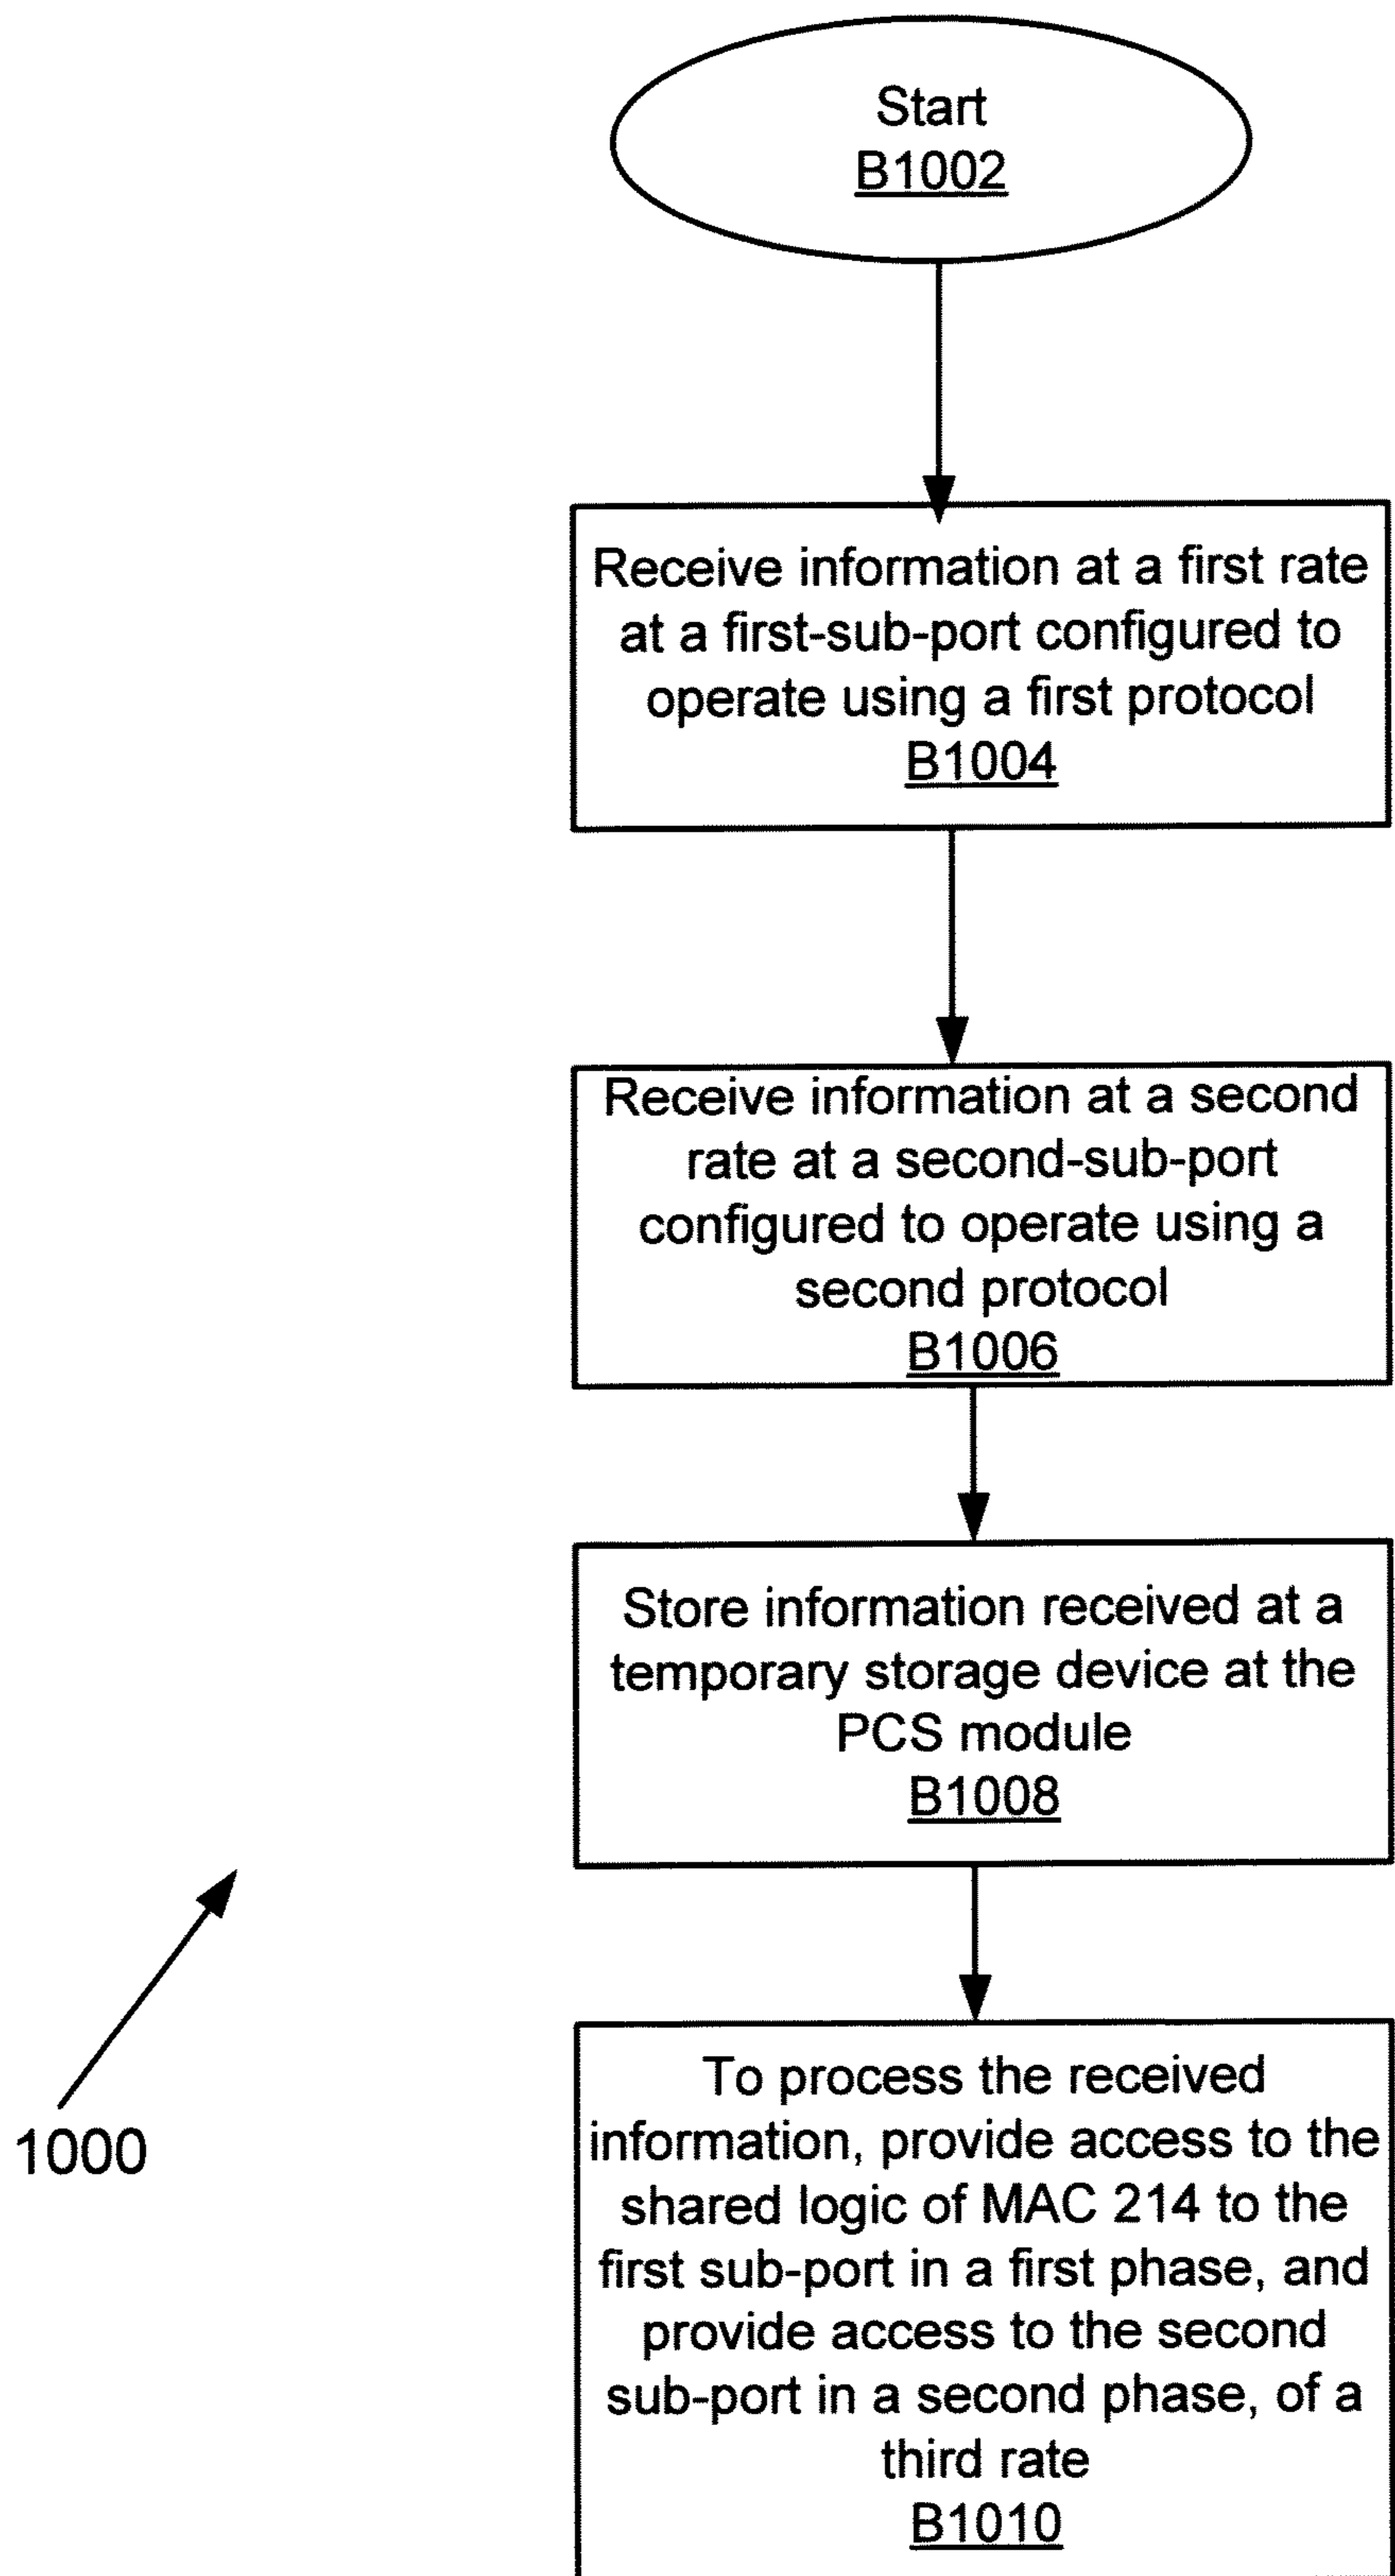 Start
B1002
Receive information at a first rate
at a first-sub-port configured to
operate using a first protocol
B1004
Receive information at a second
rate at a second-sub-port
configured to operate using a
second protocol
B1006
Store information received at a
temporary storage device at the
PCS module
B1008
1000
To process the received
information, provide access to the
shared logic of MAC 214 to the
first sub-port in a first phase, and
provide access to the second
sub-port in a second phase, of a
third rate
B1010